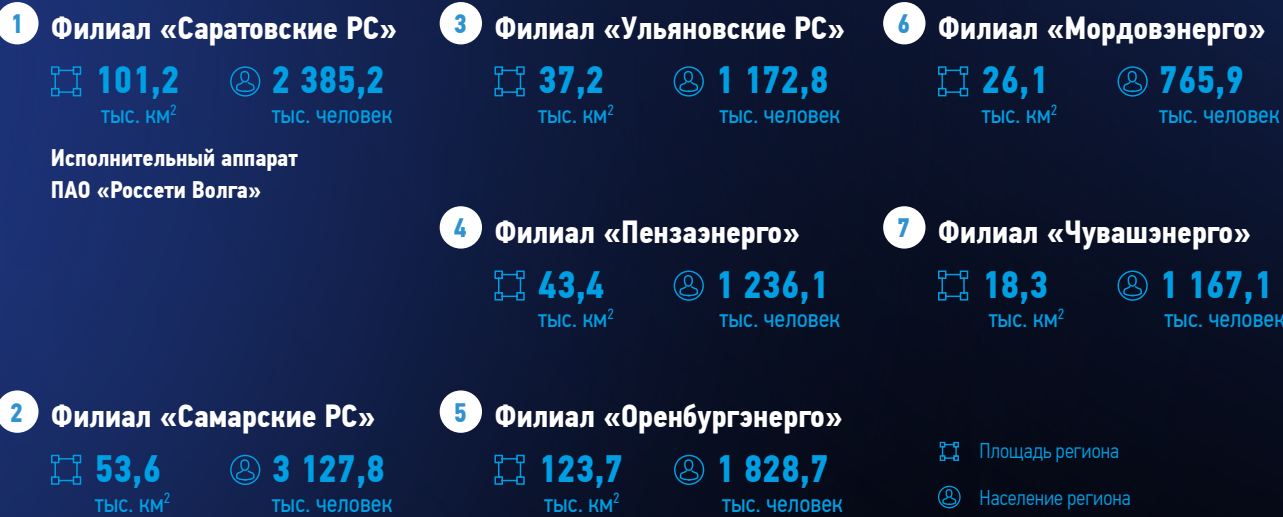 1 Филиал «Саратовские РС»
101,2 2 385,2
тыс. км² тыс. человек
Исполнительный аппарат
ПАО «Россети Волга»
2 Филиал «Самарские РС»
53,6 3 127,8
тыс. км² тыс. человек
3 Филиал «Ульяновские РС»
37,2 1 172,8
тыс. км² тыс. человек
4 Филиал «Пензаэнерго»
43,4 1 236,1
тыс. км² тыс. человек
5 Филиал «Оренбургэнерго»
123,7 1 828,7
тыс. км² тыс. человек
6 Филиал «Мордовэнерго»
26,1 765,9
тыс. км² тыс. человек
7 Филиал «Чувашэнерго»
18,3 1 167,1
тыс. км² тыс. человек
Площадь региона
Население региона